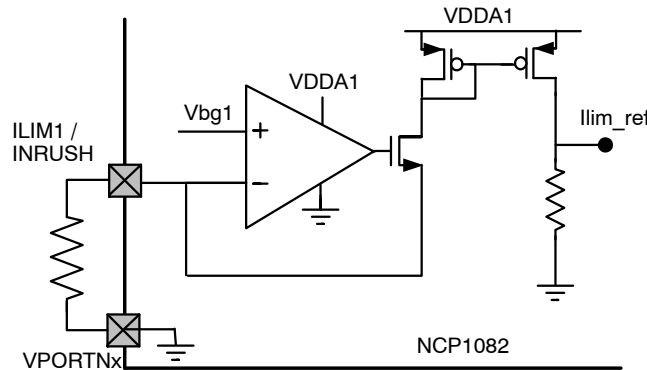 VDDA1
VDDA1
Vbg1
+
ILIM1 /
INRUSH
Ilim_ref
−
VPORTNx
NCP1082